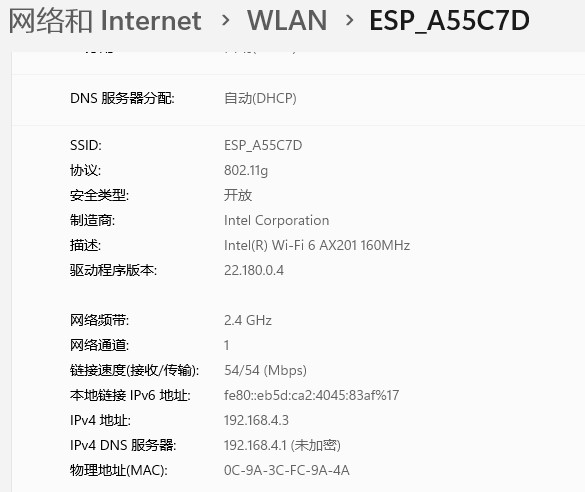 网络和 Internet › WLAN › ESP_A55C7D
DNS 服务器分配: 自动(DHCP)
SSID: ESP_A55C7D
协议: 802.11g
安全类型: 开放
制造商: Intel Corporation
描述: Intel(R) Wi-Fi 6 AX201 160MHz
驱动程序版本: 22.180.0.4
网络频带: 2.4 GHz
网络通道: 1
链接速度(接收/传输): 54/54 (Mbps)
本地链接 IPv6 地址: fe80::eb5d:ca2:4045:83af%17
IPv4 地址: 192.168.4.3
IPv4 DNS 服务器: 192.168.4.1 (未加密)
物理地址(MAC): 0C-9A-3C-FC-9A-4A